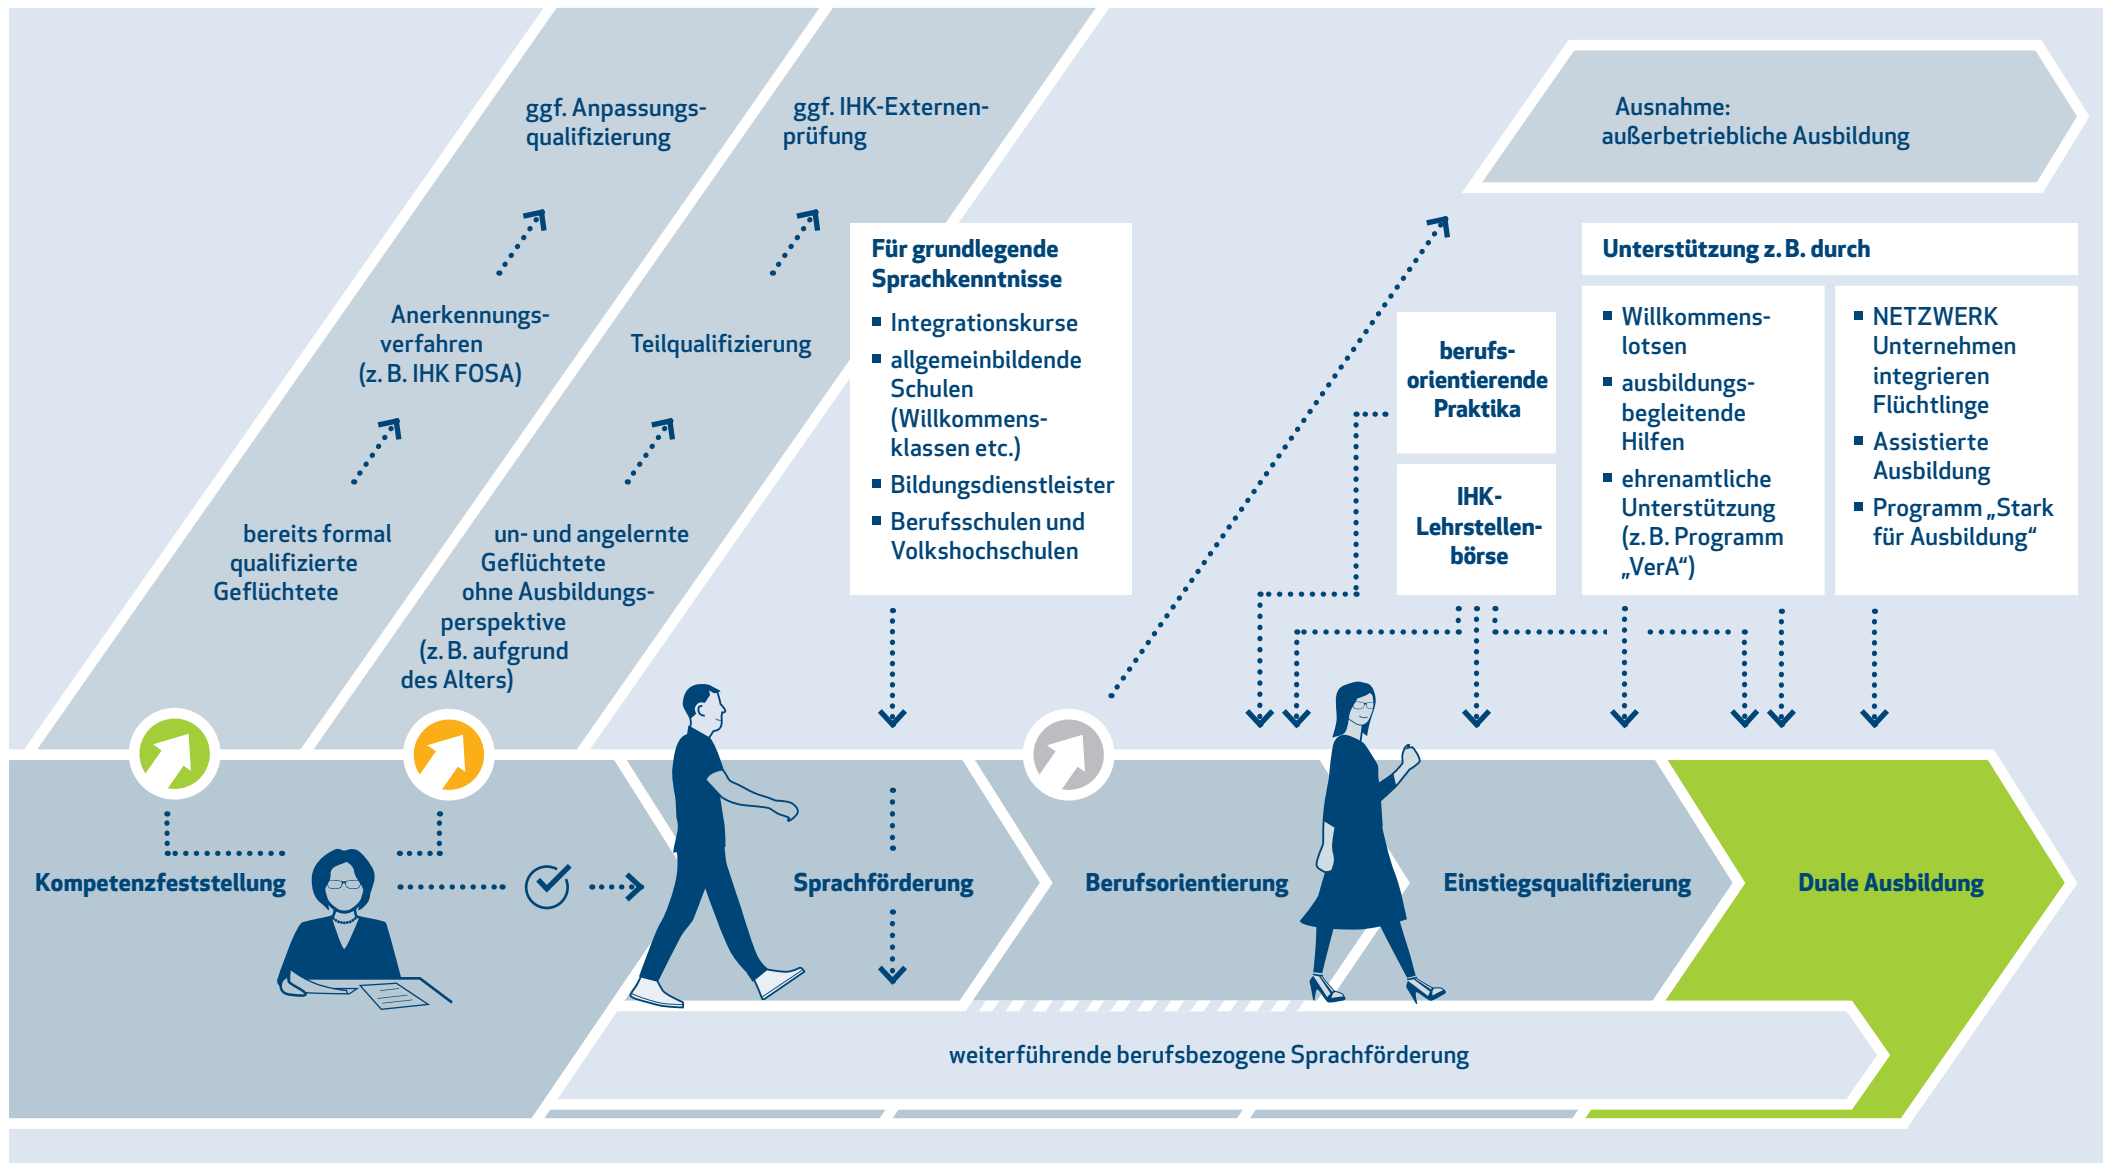 ggf. Anpassungs-
qualifizierung
ggf. IHK-Externen-
prüfung
Ausnahme:
außerbetriebliche Ausbildung
Anerkennungs-
verfahren
(z. B. IHK FOSA)
Teilqualifizierung
bereits formal
qualifizierte
Geflüchtete
un- und angelernte
Geflüchtete
ohne Ausbildungs-
perspektive
(z. B. aufgrund
des Alters)
Für grundlegende
Sprachkenntnisse
▪ Integrationskurse
▪ allgemeinbildende
Schulen
(Willkommens-
klassen etc.)
▪ Bildungsdienstleister
▪ Berufsschulen und
Volkshochschulen
berufs-
orientierende
Praktika
IHK-
Lehrstellen-
börse
Unterstützung z. B. durch
▪ Willkommens-
lotsen
▪ ausbildungs-
begleitende
Hilfen
▪ ehrenamtliche
Unterstützung
(z. B. Programm
„VerA“)
▪ NETZWERK
Unternehmen
integrieren
Flüchtlinge
▪ Assistierte
Ausbildung
▪ Programm „Stark
für Ausbildung“
Kompetenzfeststellung
Sprachförderung
Berufsorientierung
Einstiegsqualifizierung
Duale Ausbildung
weiterführende berufsbezogene Sprachförderung